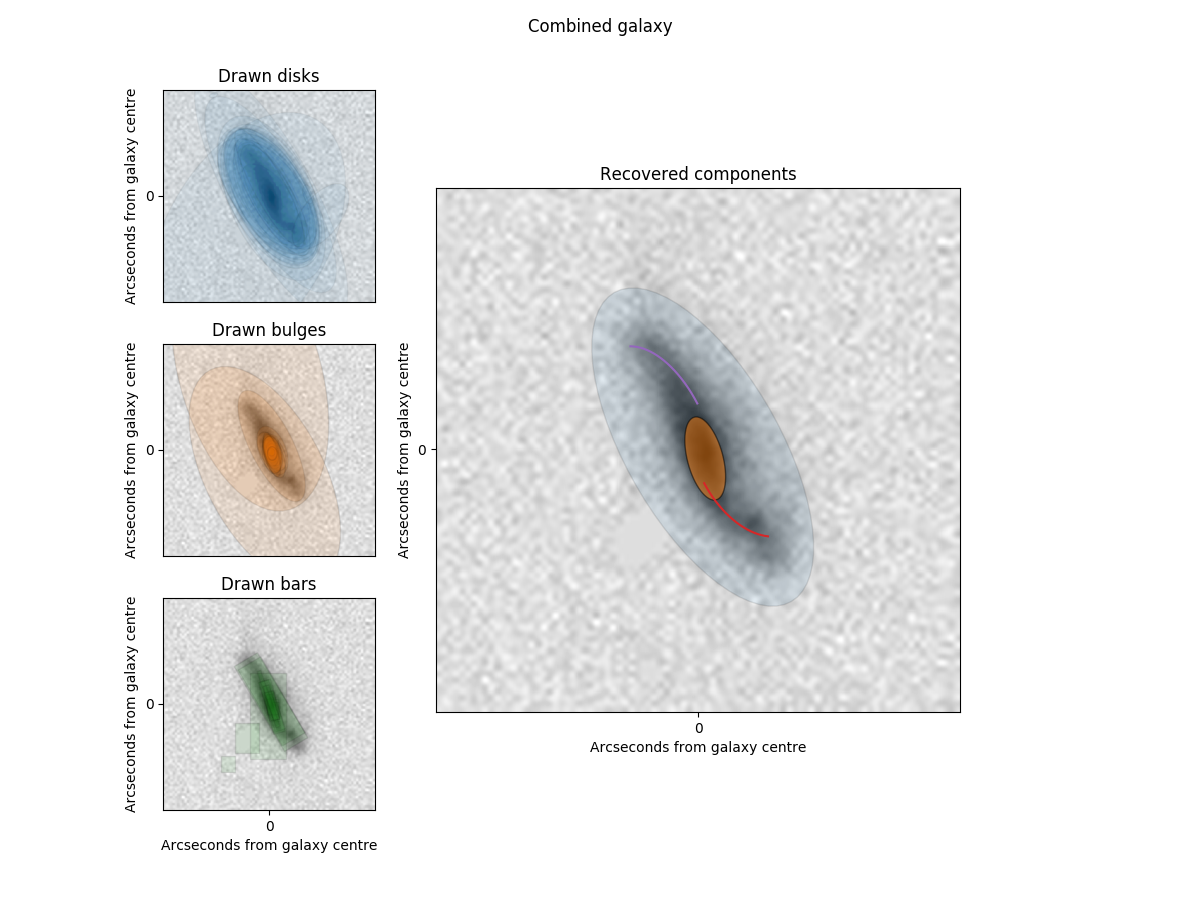 Combined galaxy
Drawn disks
Arcseconds from galaxy centre
0
Drawn bulges
Arcseconds from galaxy centre
0
Drawn bars
Arcseconds from galaxy centre
0
0
Arcseconds from galaxy centre
Recovered components
Arcseconds from galaxy centre
0
0
Arcseconds from galaxy centre